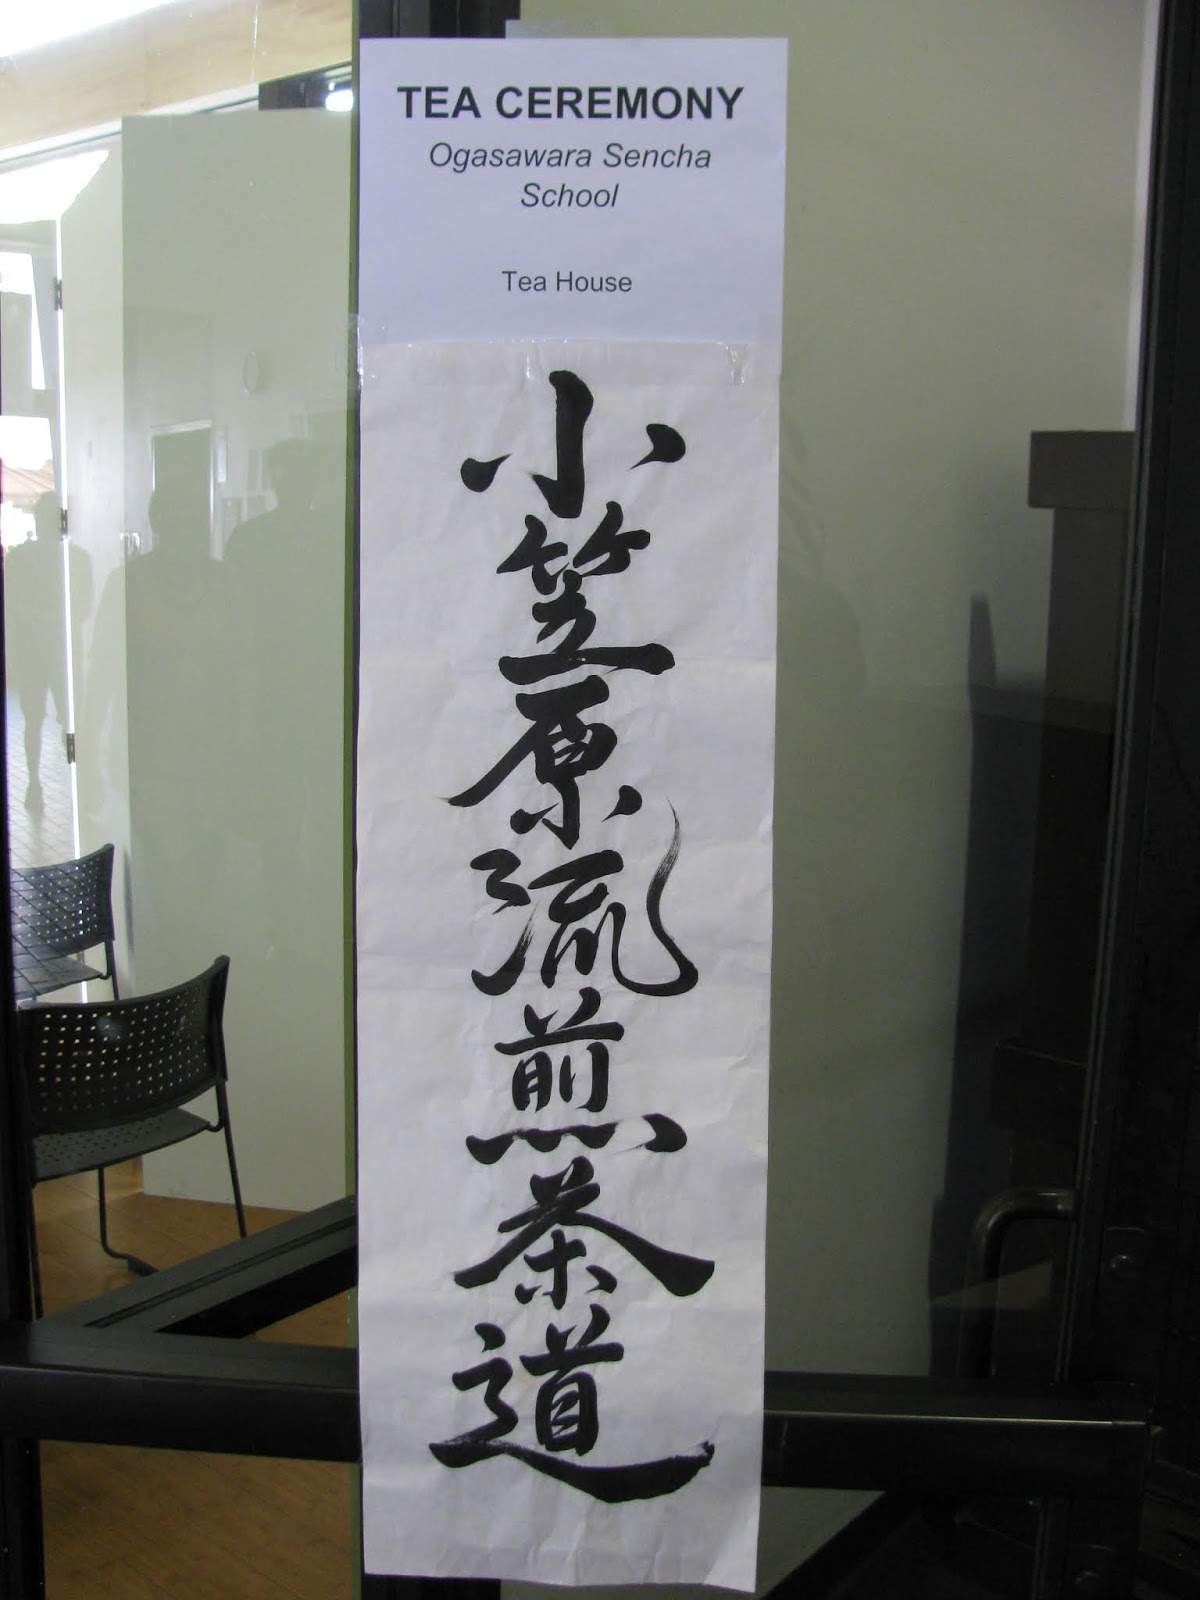 TEA CEREMONY
Ogasawara Sencha
School
Tea House
小笠原流煎茶道